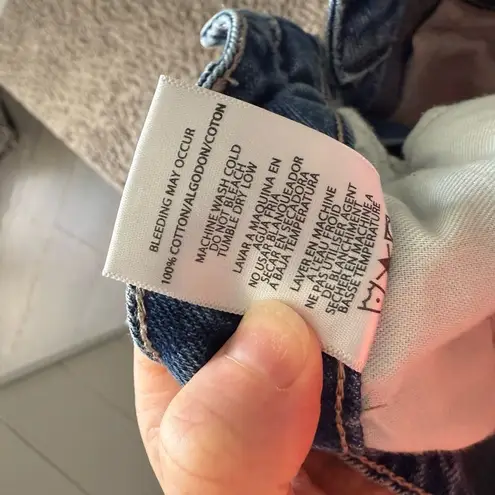 BLEEDING MAY OCCUR
100% COTTON/ALGODON/COTON
MACHINE WASH COLD
DO NOT BLEACH
TUMBLE DRY LOW
LAVAR A MAQUINA EN
AGUA FRIA
NO USAR BLANQUEADOR
SECAR EN SECADORA
A BAJA TEMPERATURA
LAVER EN MACHINE
A L'EAU FROIDE
NE PAS UTILISER
DE BLANCHER AGENT
SECHER EN MACHINE A
BASSE TEMPERATURE